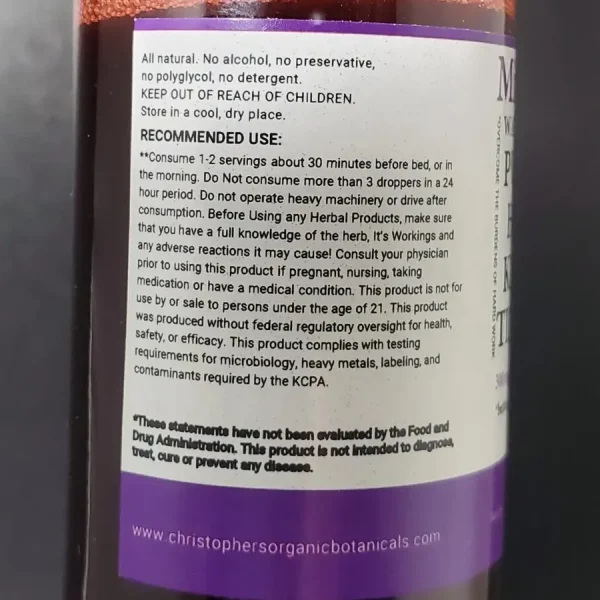 All natural. No alcohol, no preservative,
no polyglycol, no detergent.
KEEP OUT OF REACH OF CHILDREN.
Store in a cool, dry place.
RECOMMENDED USE:
**Consume 1-2 servings about 30 minutes before bed, or in
the morning. Do Not consume more than 3 droppers in a 24
hour period. Do not operate heavy machinery or drive after
consumption. Before Using any Herbal Products, make sure
that you have a full knowledge of the herb, It's Workings and
any adverse reactions it may cause! Consult your physician
prior to using this product if pregnant, nursing, taking
medication or have a medical condition. This product is not for
use by or sale to persons under the age of 21. This product
was produced without federal regulatory oversight for health,
safety, or efficacy. This product complies with testing
requirements for microbiology, heavy metals, labeling, and
contaminants required by the KCPA.
*These statements have not been evaluated by the Food and
Drug Administration. This product is not intended to diagnose,
treat, cure or prevent any disease.
www.christophersorganicbotanicals.com
"OVERCOME THE BURDENS OF HARD WORK